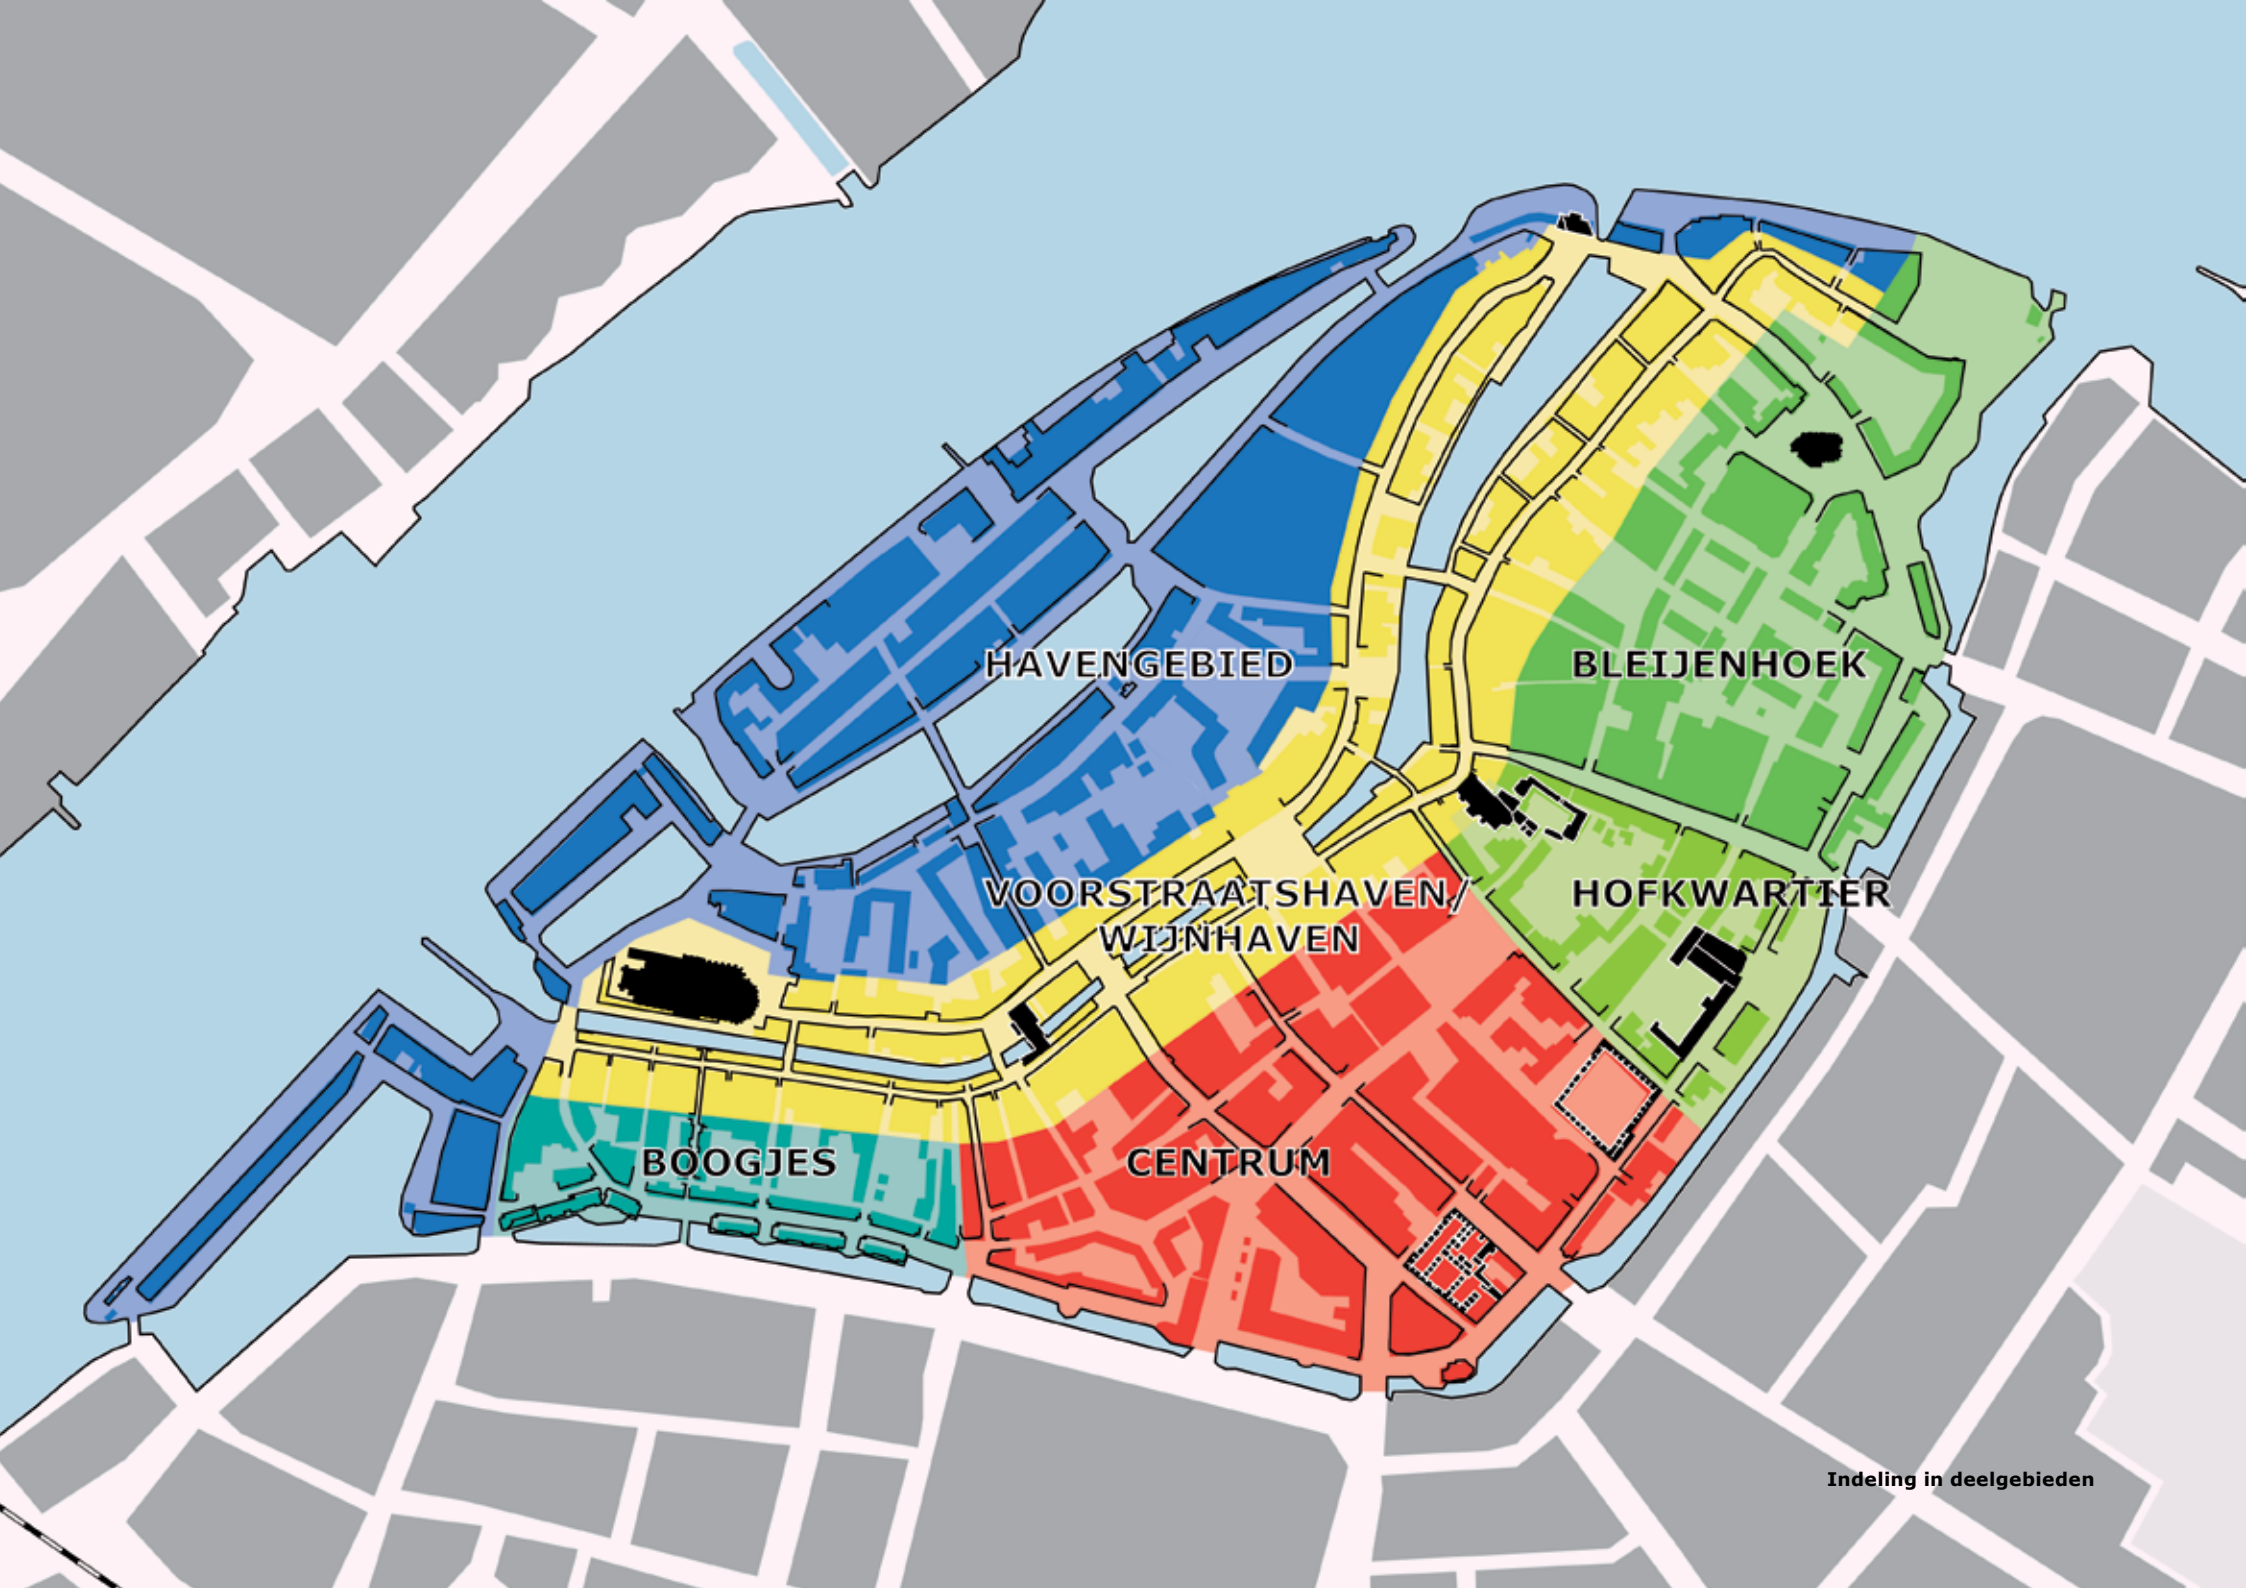 HAVENGEBIED
BLEIJENHOEK
VOORSTRAATSHAVEN/
WIJNHAVEN
HOFKWARTIER
BOOGJES
CENTRUM
Indeling in deelgebieden